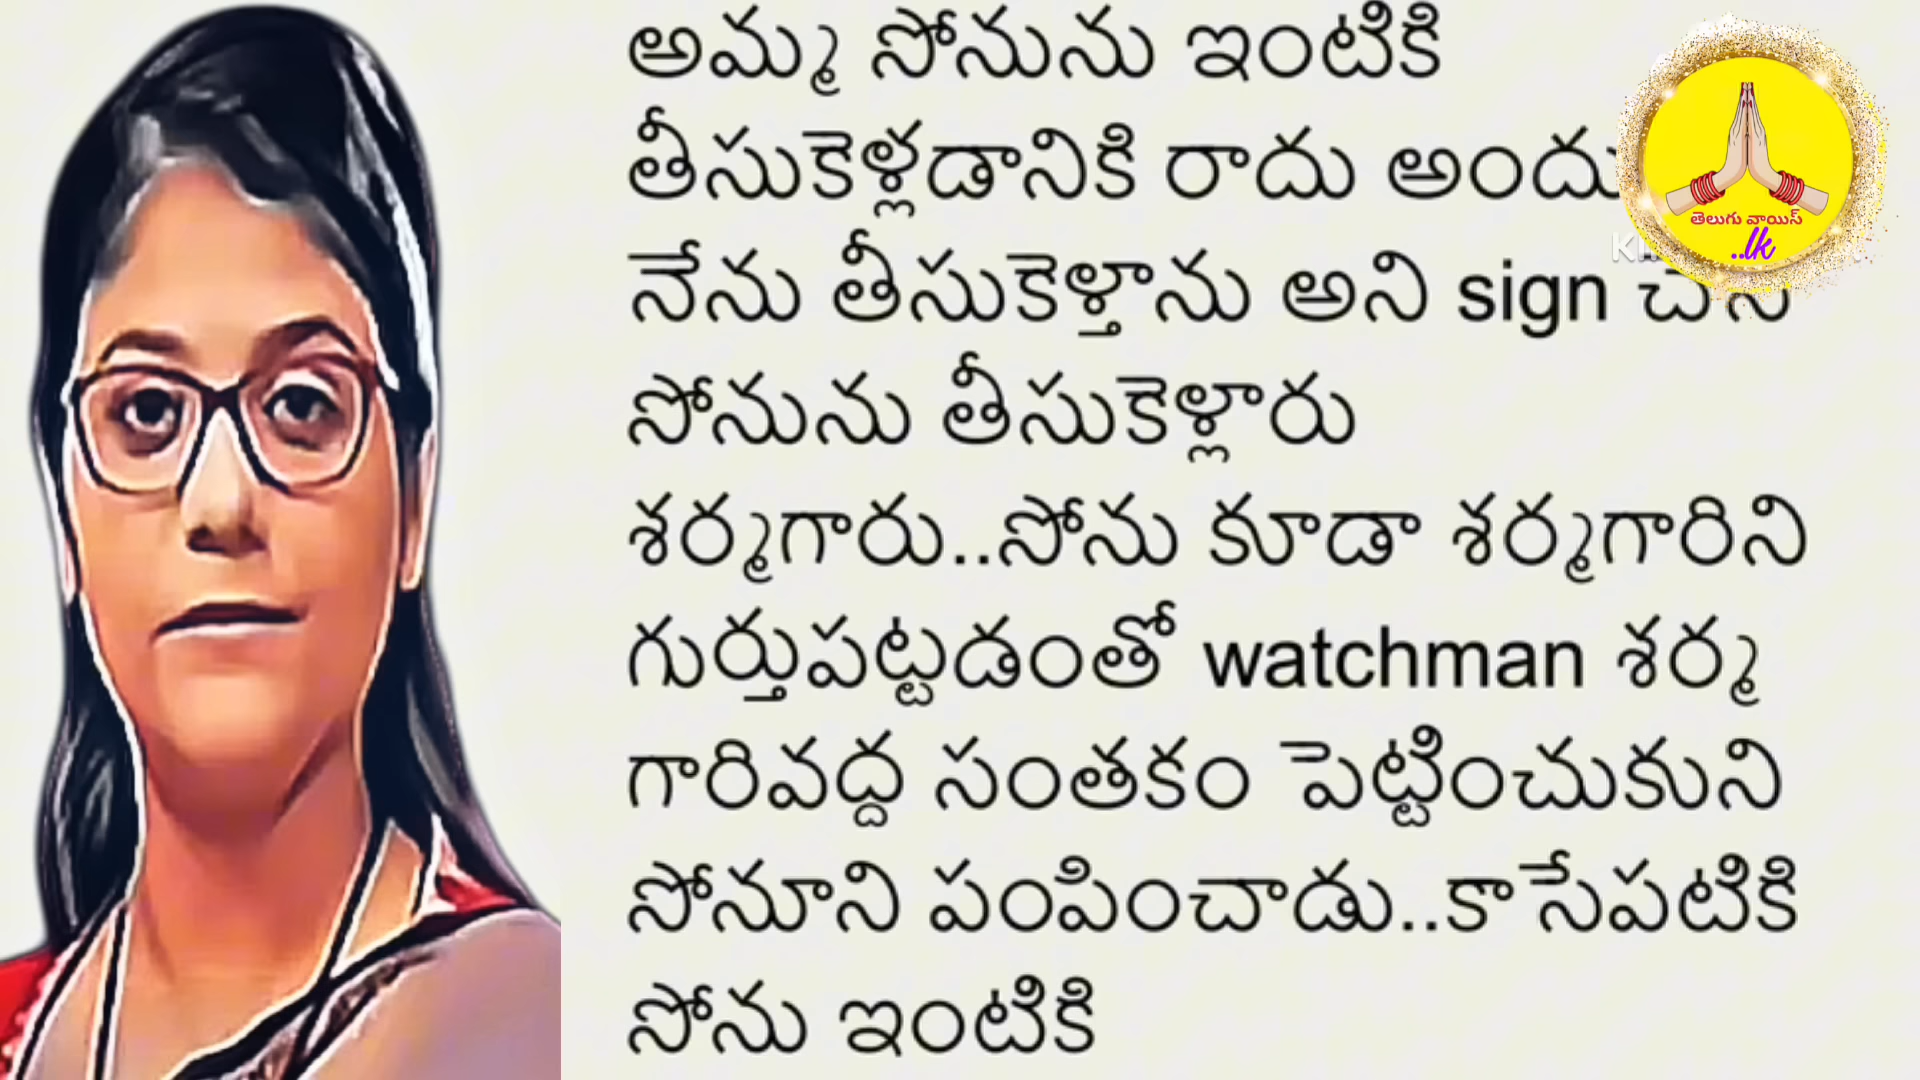 అమ్మ సోనును ఇంటికి
తీసుకెళ్లడానికి రాదు
నేను తీసుకెళ్తాను అని sign
సోనును తీసుకెళ్లారు
శర్మగారు..సోను కూడా శర్మగారిని
గుర్తుపట్టడంతో watchman శర్మ
గారివద్ద సంతకం పెట్టించుకుని
సోనూని పంపించాడు..కాసేపటికి
సోను ఇంటికి
తెలుగు వాయిస్
..lk